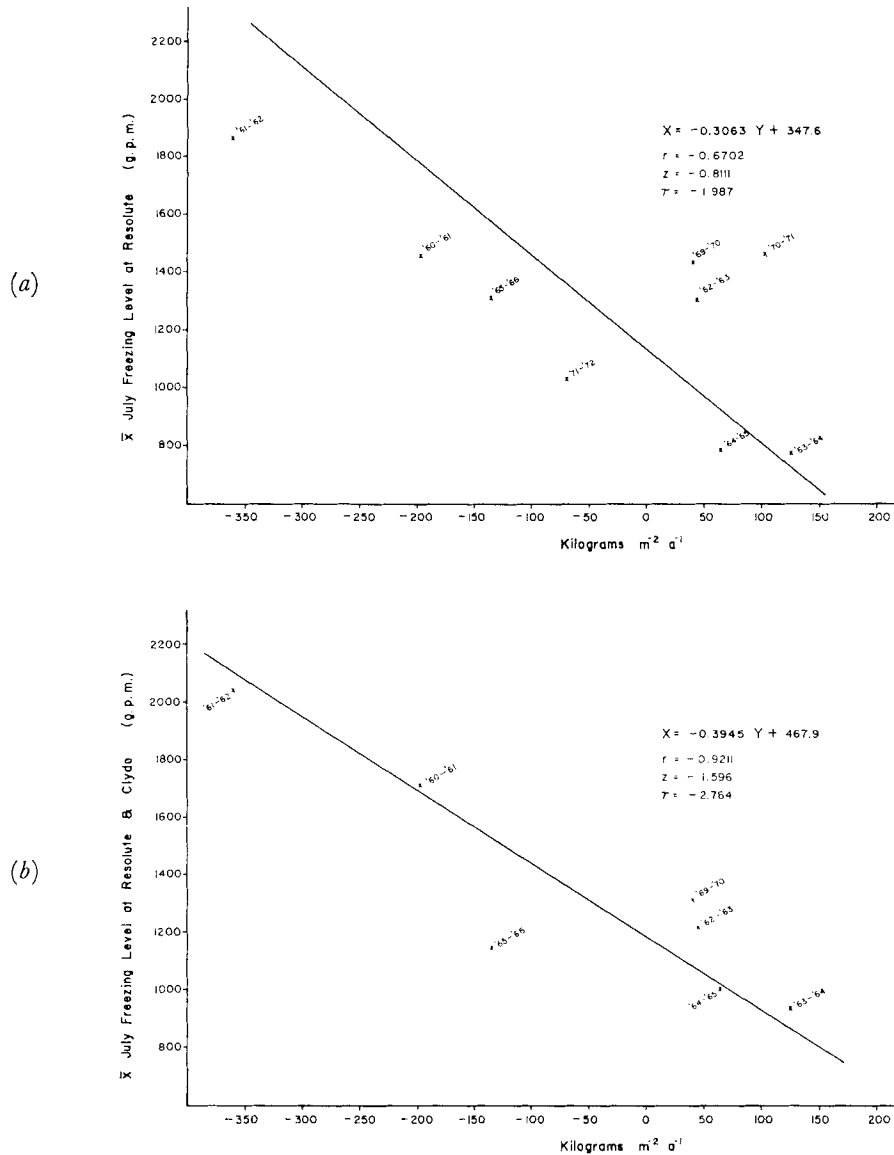 (a)
X̄ July Freezing Level at Resolute (g.p.m.)
2200
2000
1800
1600
1400
1200
1000
800
'61-'62
'60-'61
'65-'66
'71-'72
'69-'70
'70-'71
'62-'63
'64-'65
'63-'64
X = -0.3063 Y + 347.6
r = -0.6702
z = -0.8111
τ = -1.987
-350 -300 -250 -200 -150 -100 -50 0 50 100 150 200
Kilograms m⁻² a⁻¹
(b)
X̄ July Freezing Level at Resolute & Clyde (g.p.m.)
2200
2000
1800
1600
1400
1200
1000
800
'61-'62
'60-'61
'65-'66
'69-'70
'62-'63
'64-'65
'63-'64
X = -0.3945 Y + 467.9
r = -0.9211
z = -1.596
τ = -2.764
-350 -300 -250 -200 -150 -100 -50 0 50 100 150 200
Kilograms m⁻² a⁻¹